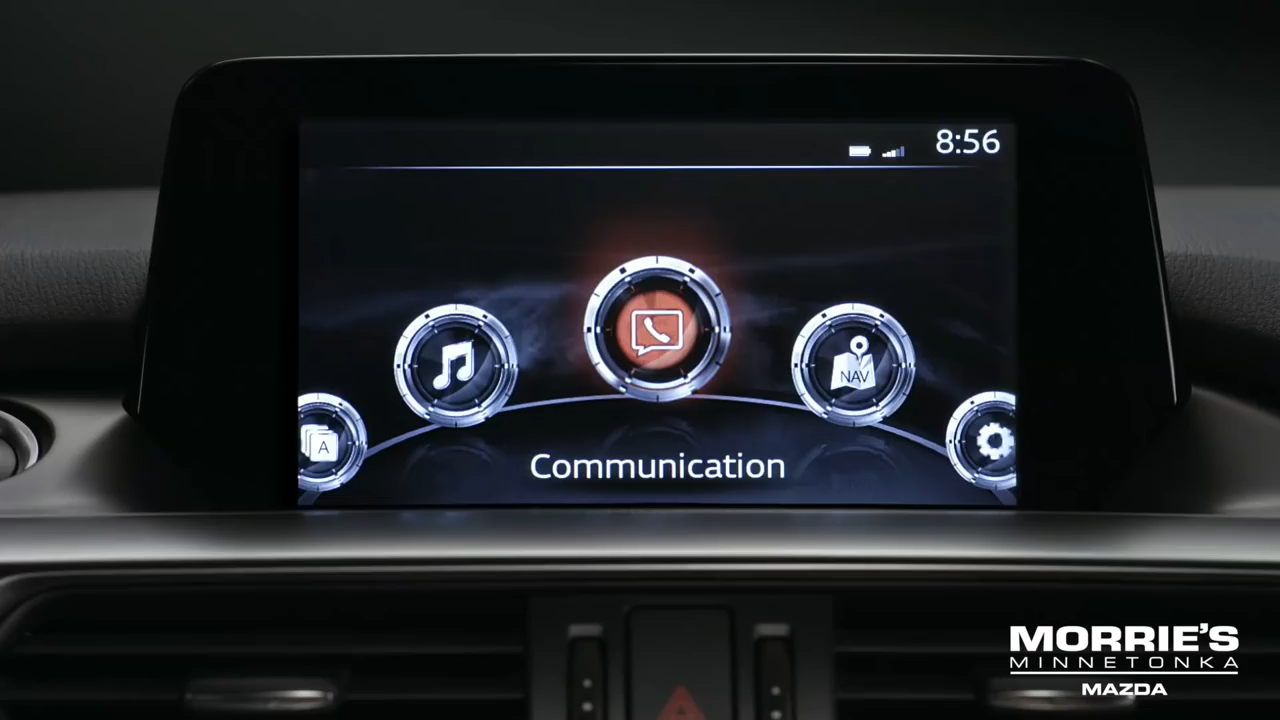 8:56
NAV
A
Communication
MORRIE'S
MINNETONKA
MAZDA